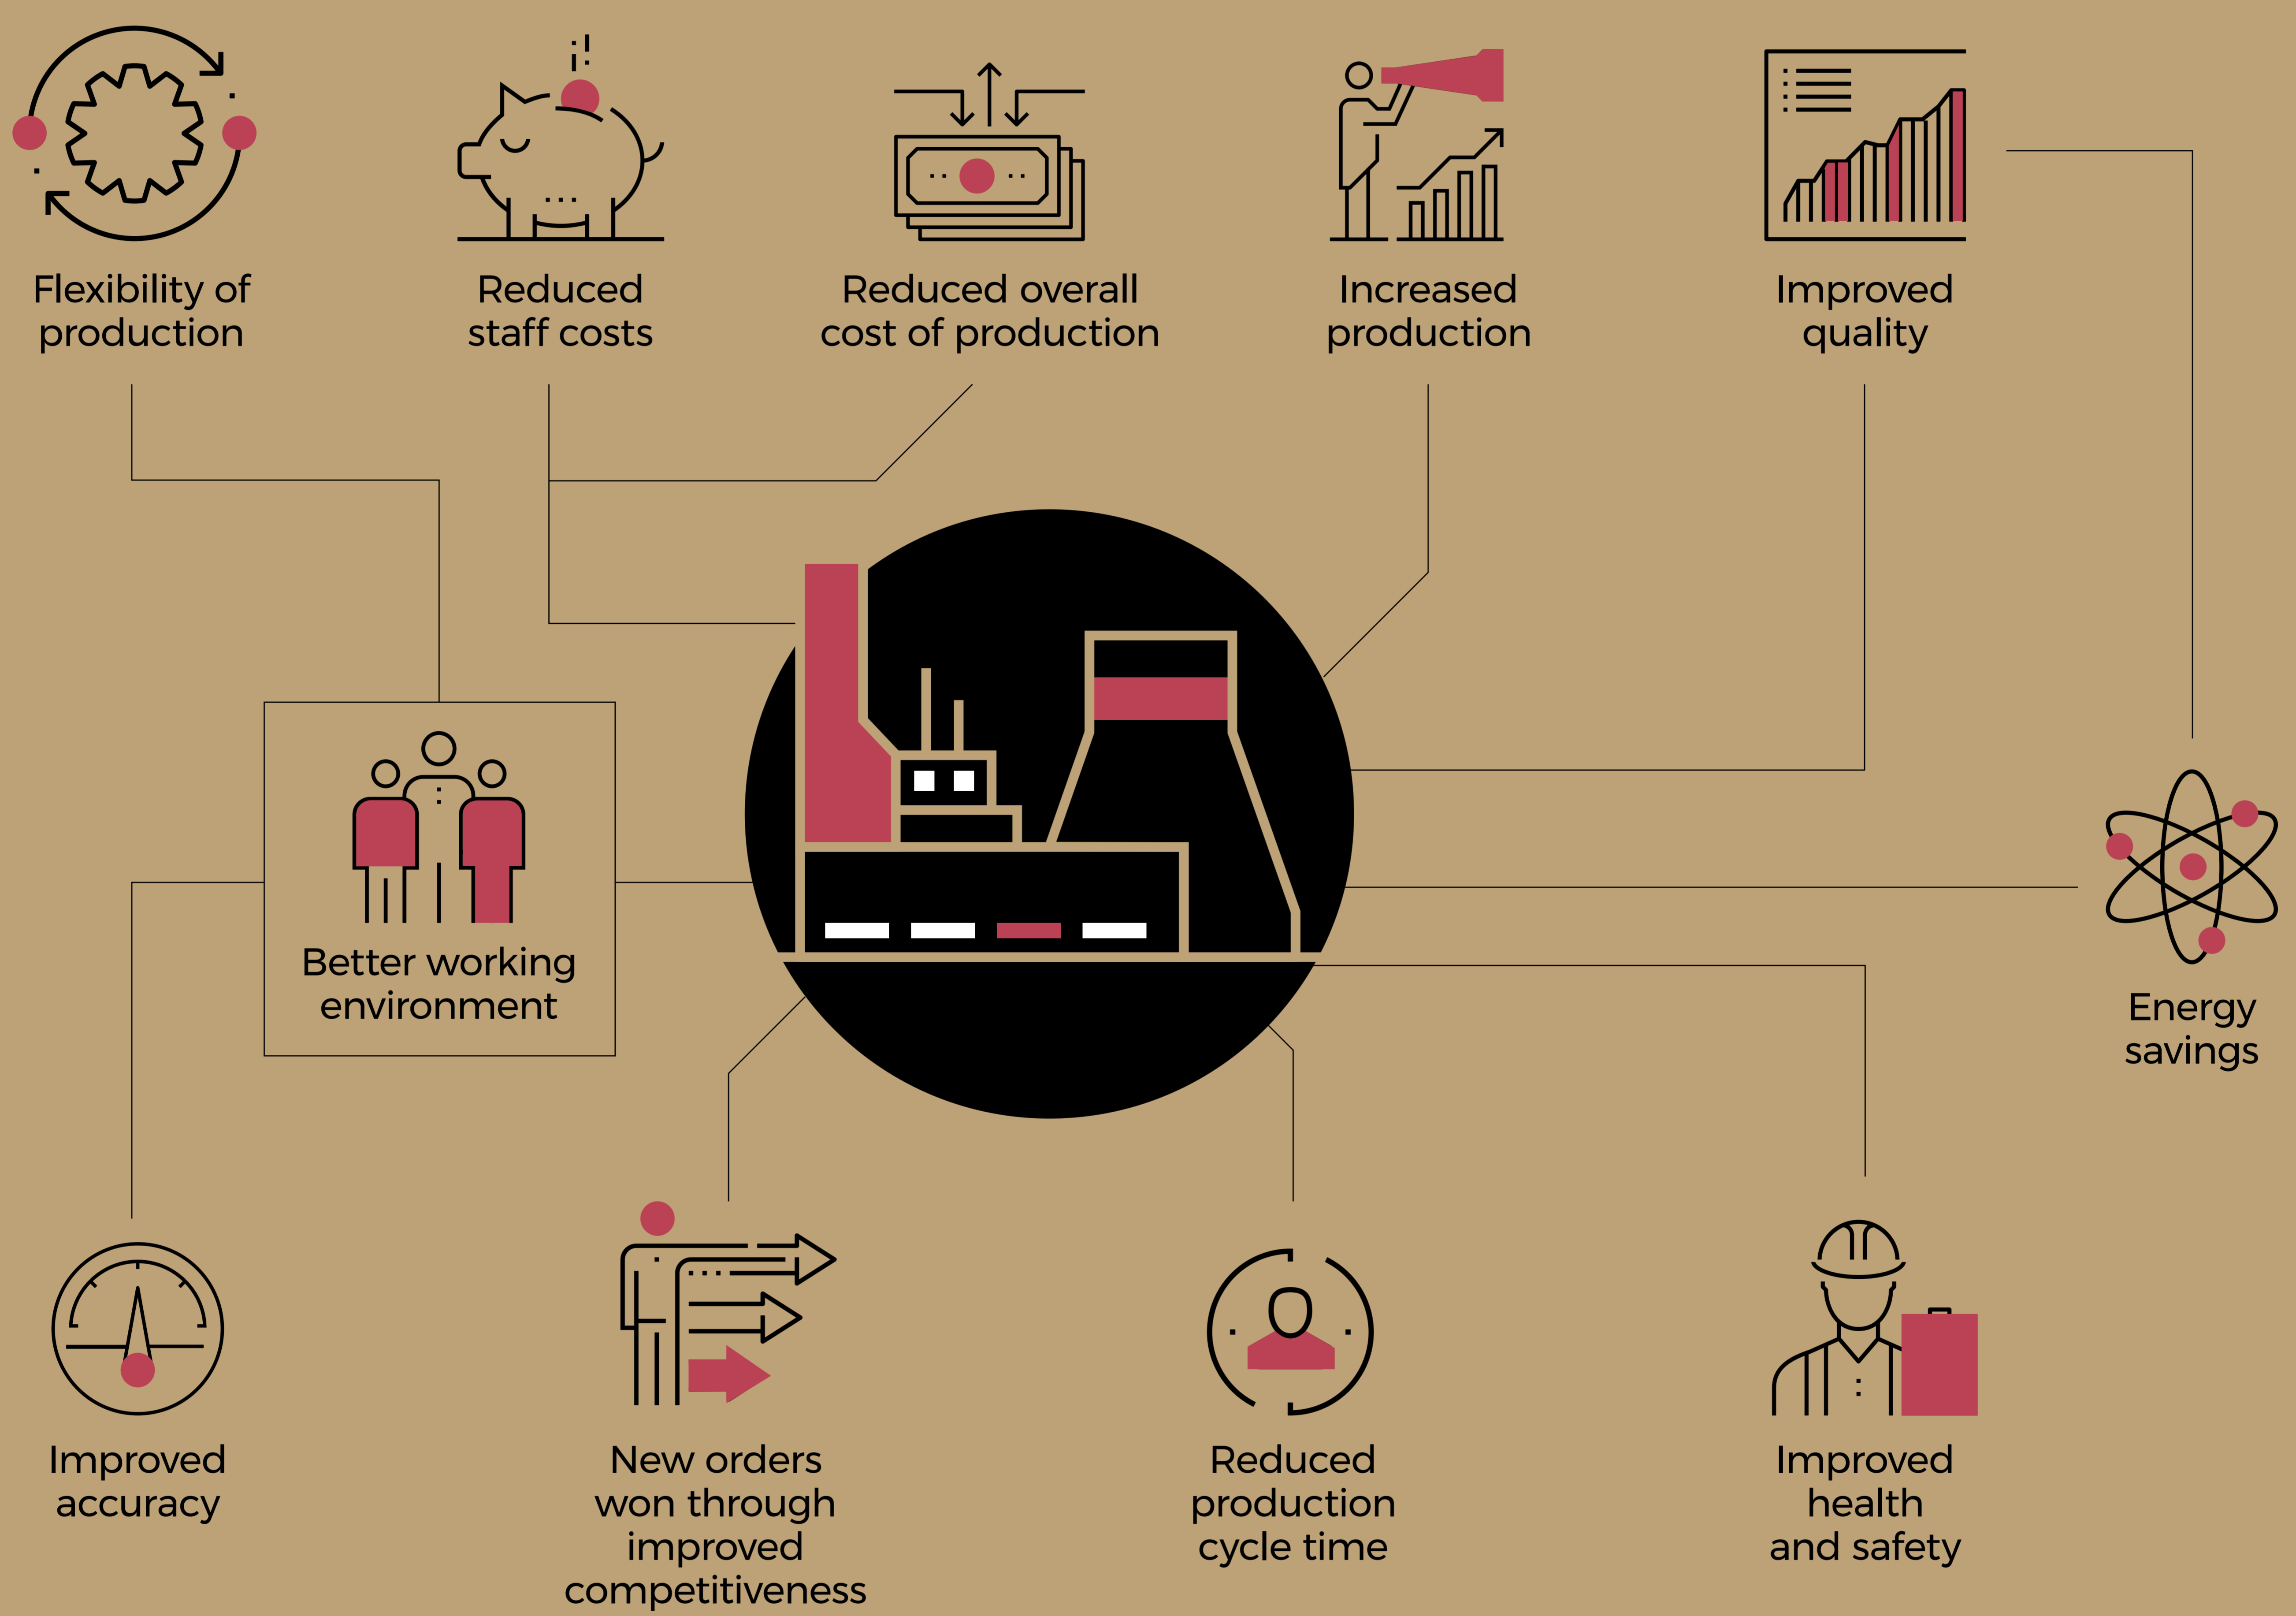 Flexibility of
production
Reduced
staff costs
Reduced overall
cost of production
Increased
production
Improved
quality
Better working
environment
Energy
savings
Improved
accuracy
New orders
won through
improved
competitiveness
Reduced
production
cycle time
Improved
health
and safety